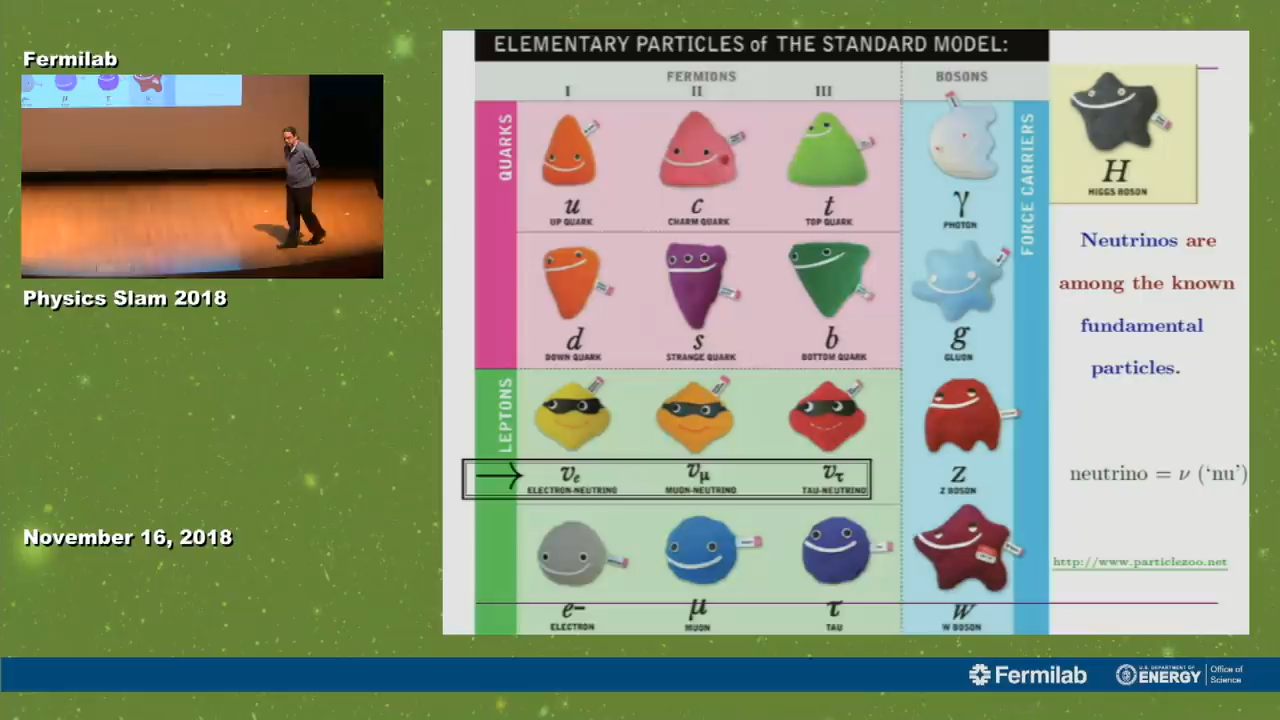 Fermilab
Physics Slam 2018
November 16, 2018
ELEMENTARY PARTICLES of THE STANDARD MODEL:
FERMIONS
BOSONS
I
II
III
QUARKS
u
UP QUARK
c
CHARM QUARK
t
TOP QUARK
γ
PHOTON
FORCE CARRIERS
H
HIGGS BOSON
d
DOWN QUARK
s
STRANGE QUARK
b
BOTTOM QUARK
g
GLUON
Neutrinos are
among the known
fundamental
particles.
LEPTONS
νe
ELECTRON-NEUTRINO
νμ
MUON-NEUTRINO
ντ
TAU-NEUTRINO
Z
Z BOSON
neutrino = ν (‘nu’)
http://www.particlezoo.net
e-
ELECTRON
μ
MUON
τ
TAU
W
W BOSON
Fermilab
U.S. DEPARTMENT OF
ENERGY
Office of
Science